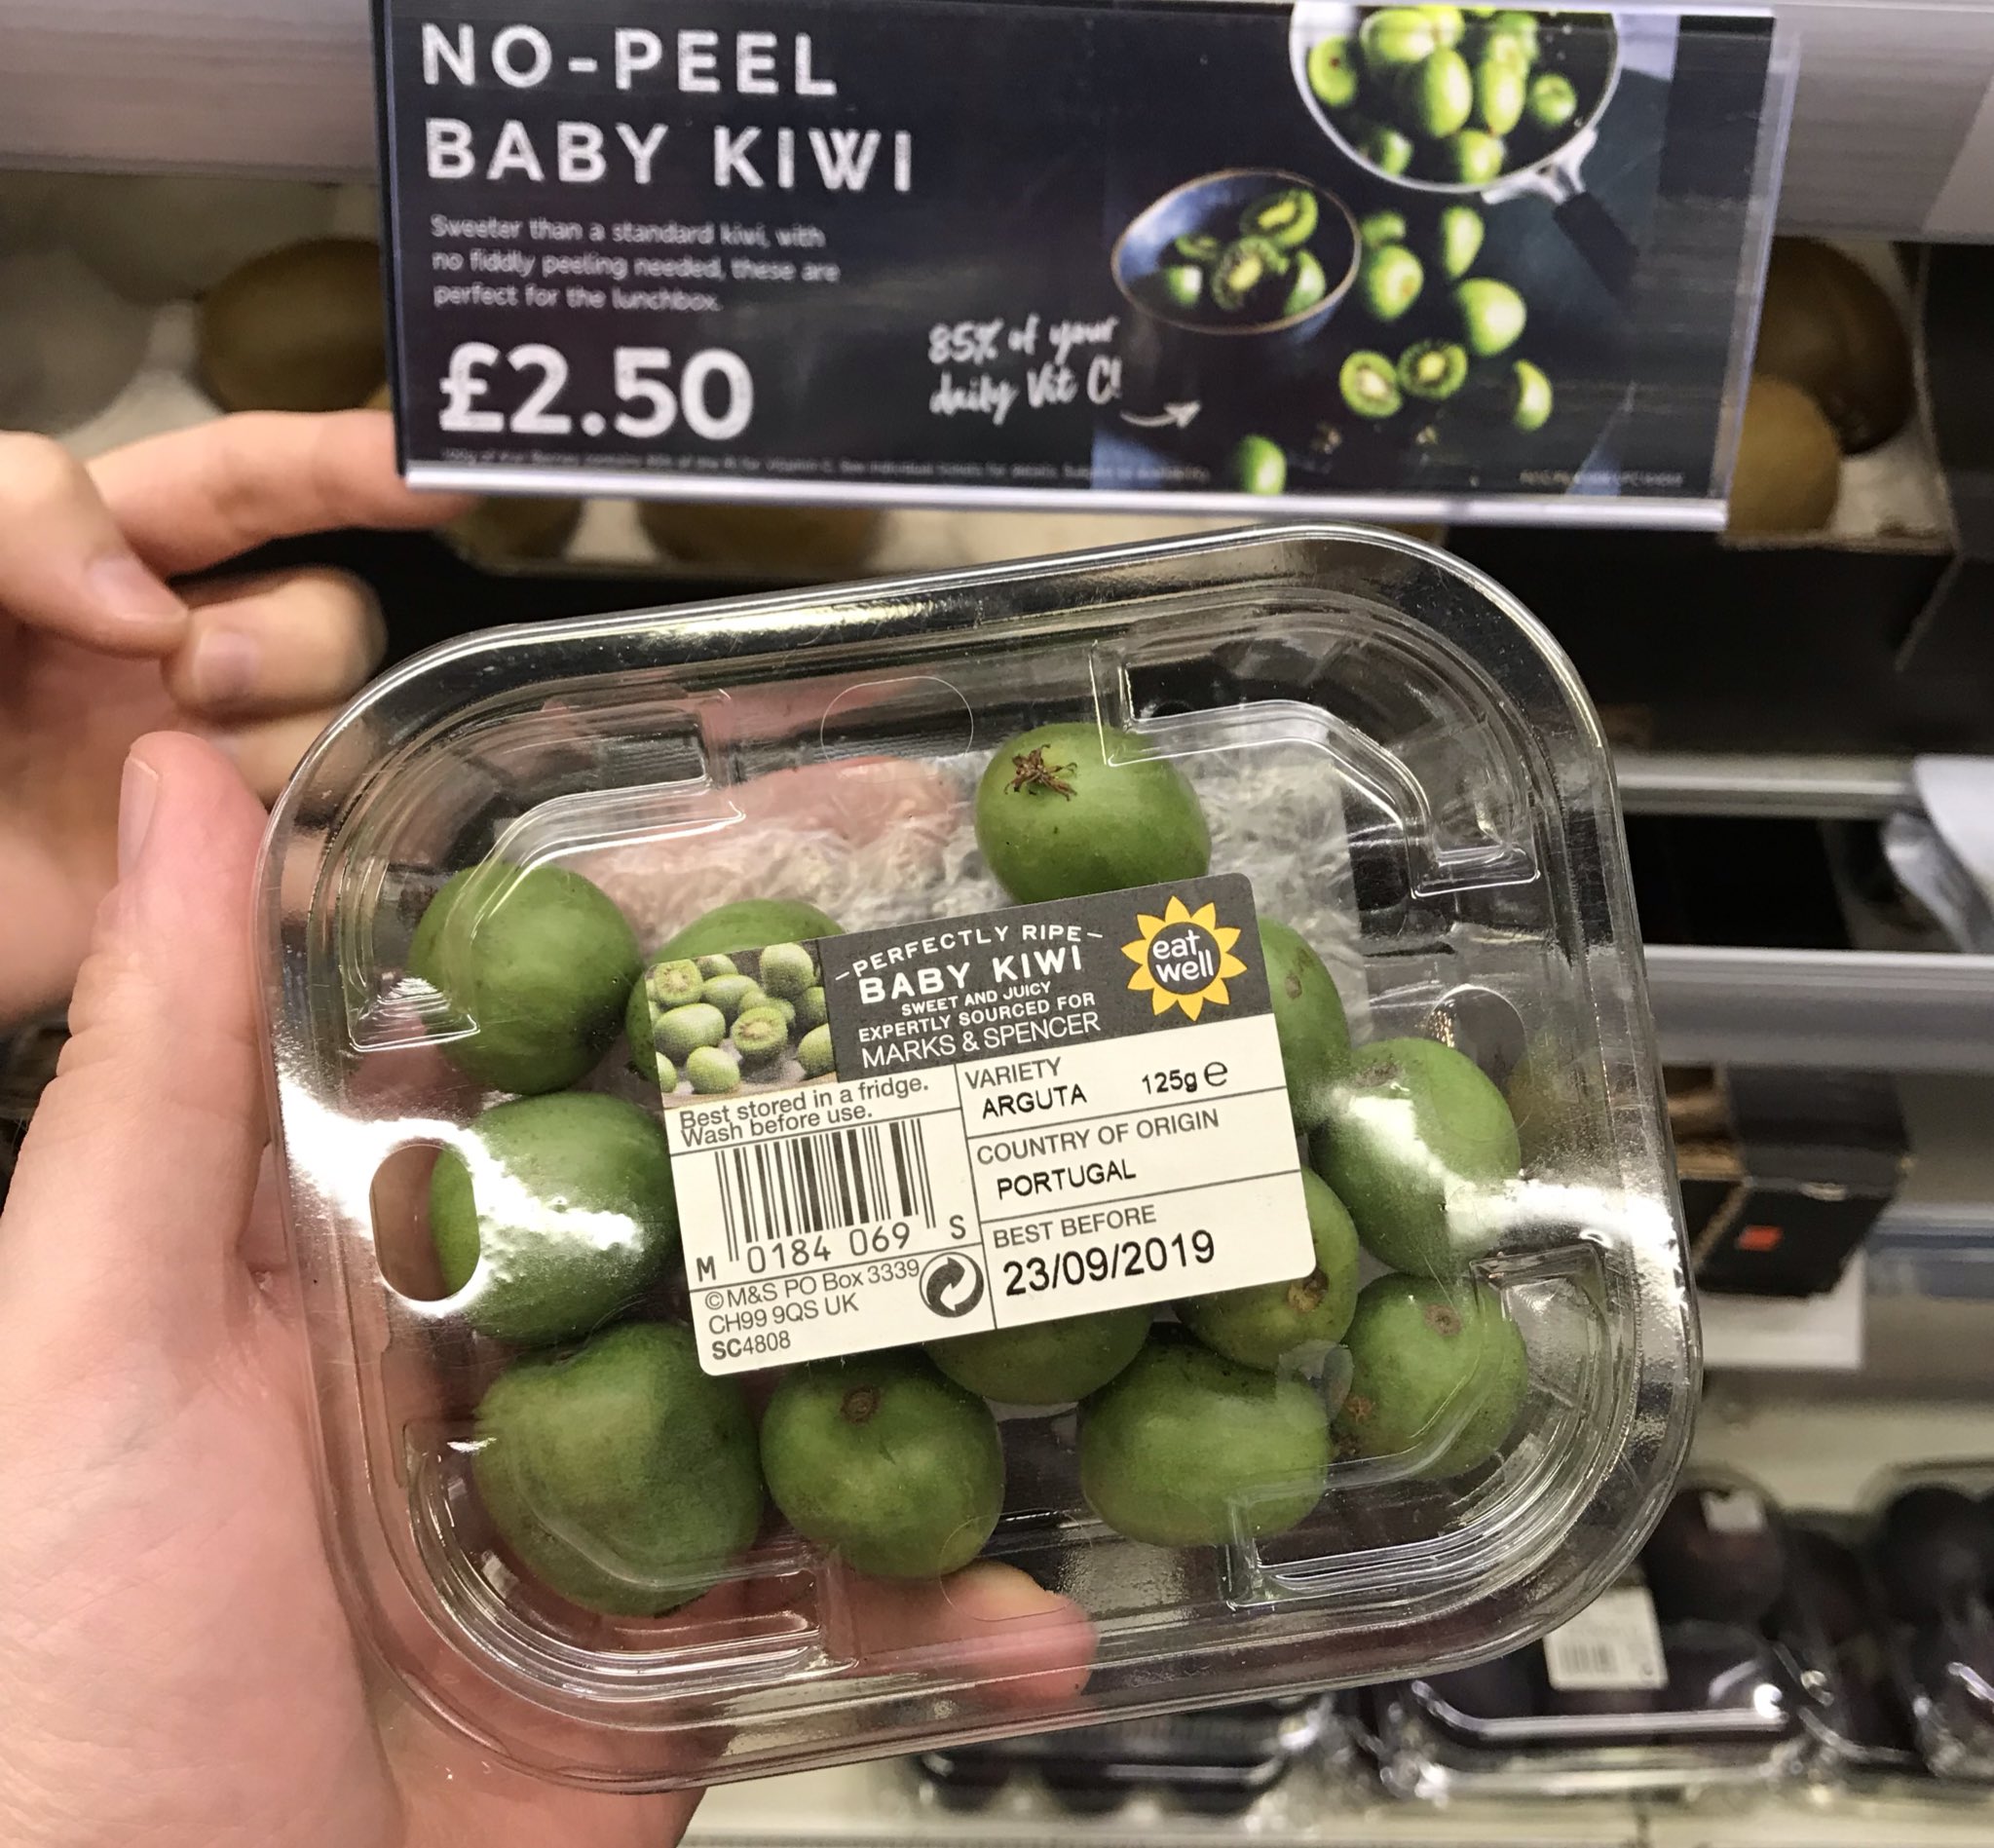 NO-PEEL
BABY KIWI
Sweeter than a standard kiwi, with
no fiddly peeling needed, these are
perfect for the lunchbox.
£2.50
85% of your
daily Vit C!
-PERFECTLY RIPE-
BABY KIWI
SWEET AND JUICY
EXPERTLY SOURCED FOR
MARKS & SPENCER
eat
well
Best stored in a fridge.
Wash before use.
VARIETY
ARGUTA 125g e
COUNTRY OF ORIGIN
PORTUGAL
BEST BEFORE
23/09/2019
M 0184 069 S
©M&S PO Box 3339
CH99 9QS UK
SC4808